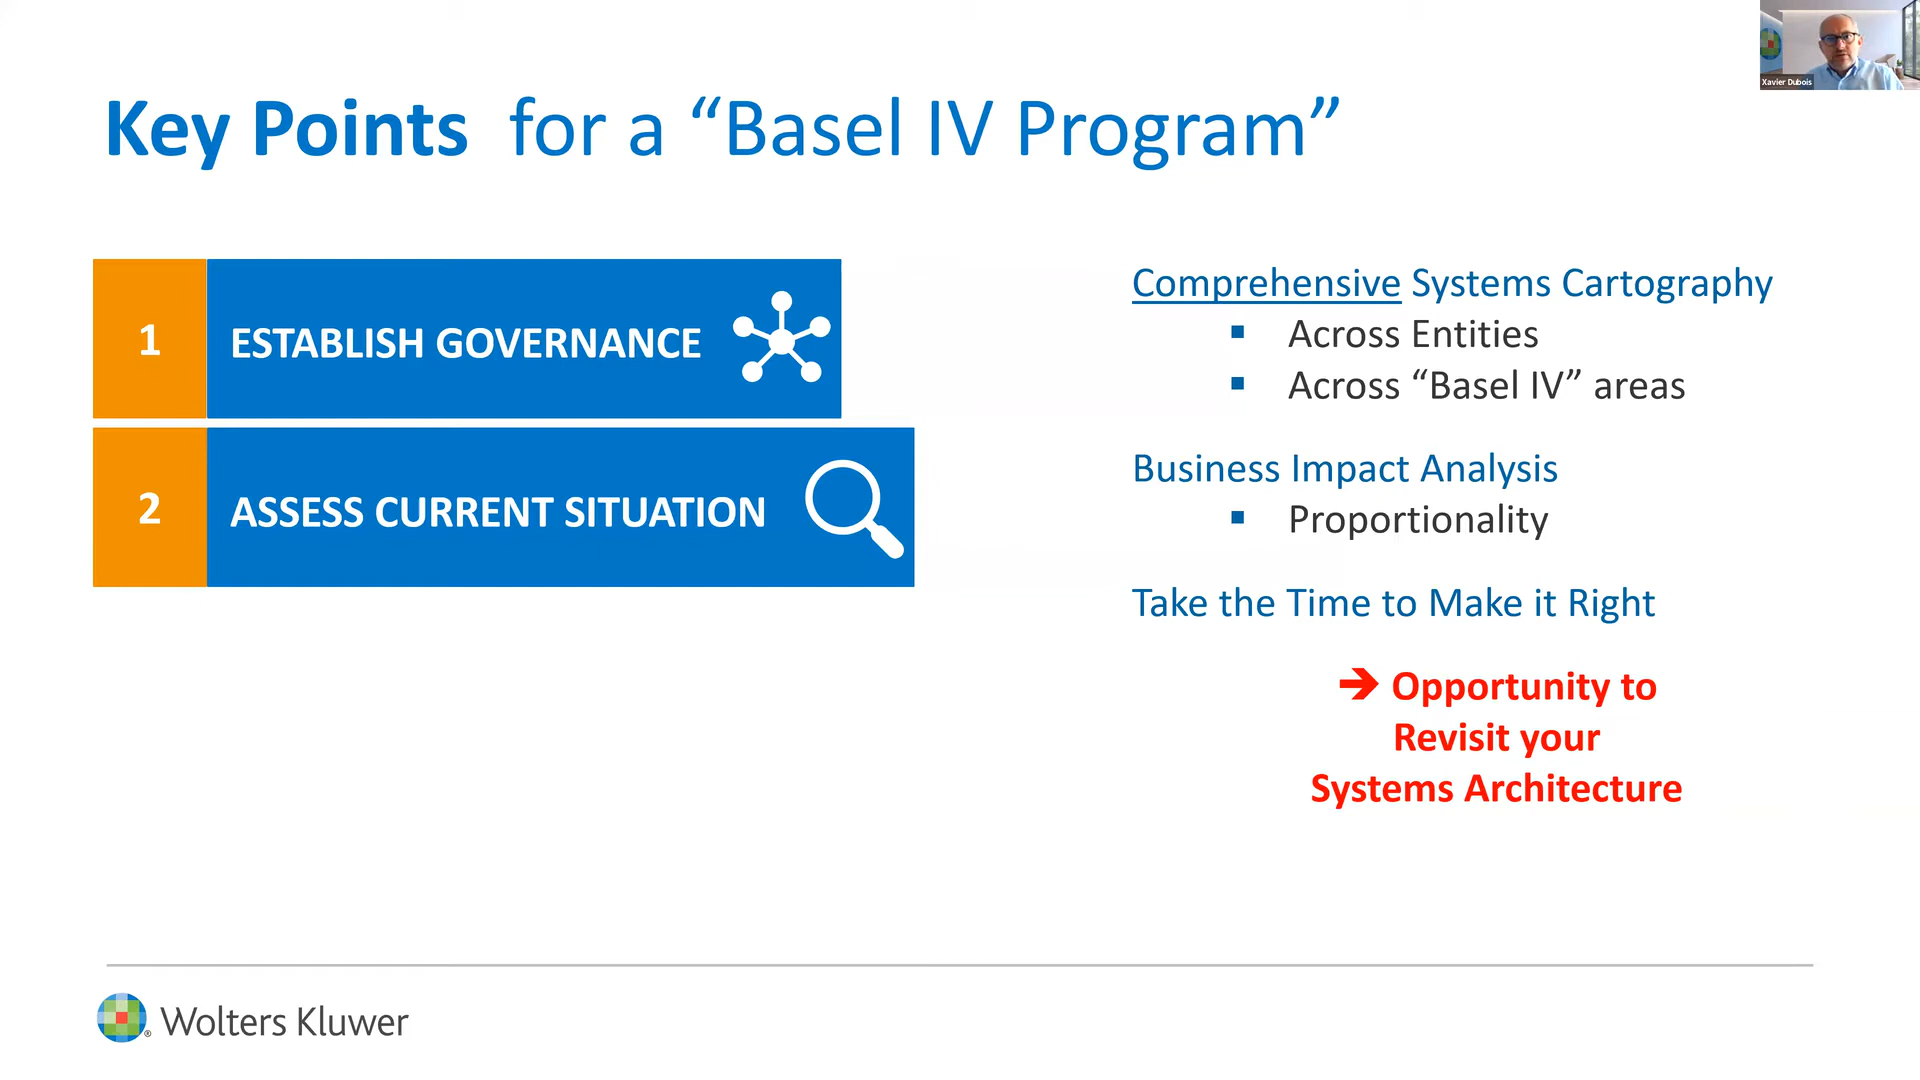 Xavier Dubois
Key Points for a “Basel IV Program”
1
ESTABLISH GOVERNANCE
2
ASSESS CURRENT SITUATION
Comprehensive Systems Cartography
▪ Across Entities
▪ Across “Basel IV” areas
Business Impact Analysis
▪ Proportionality
Take the Time to Make it Right
➔ Opportunity to
Revisit your
Systems Architecture
® Wolters Kluwer